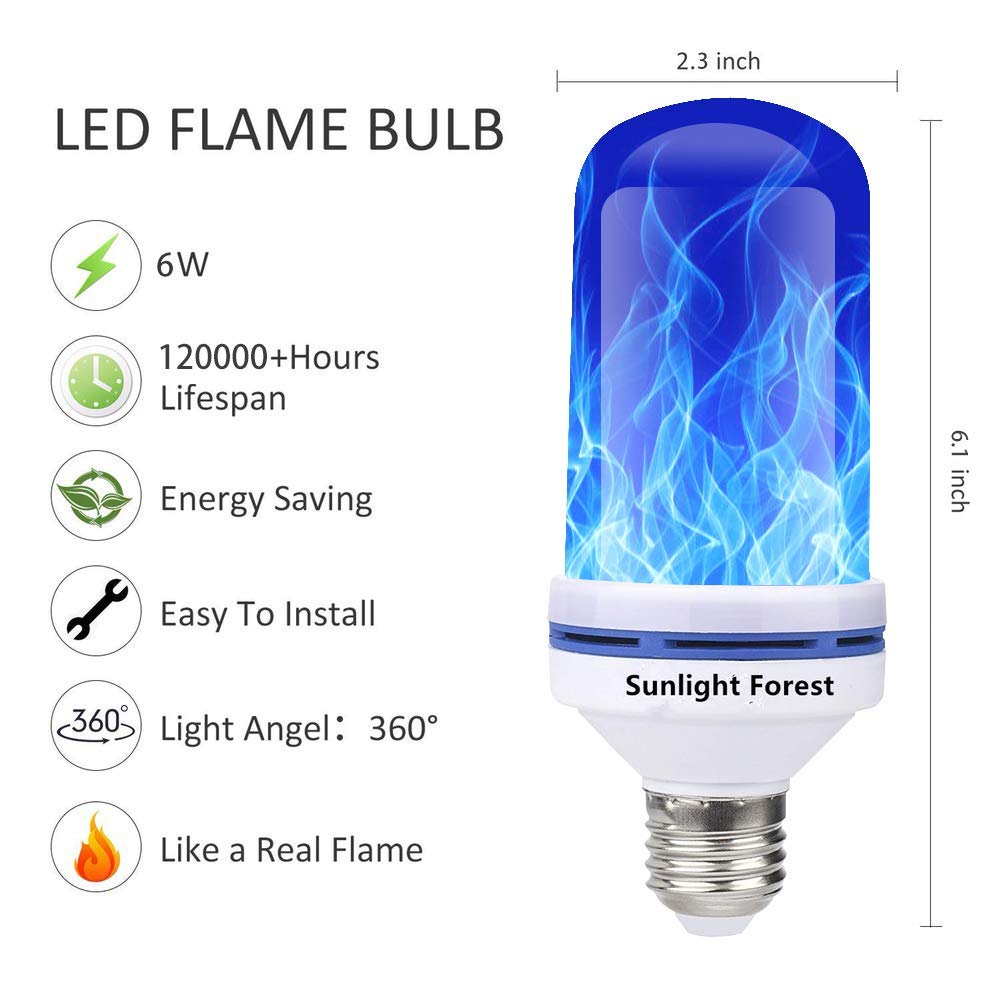 2.3 inch
LED FLAME BULB
6W
120000+Hours
Lifespan
Energy Saving
Easy To Install
360°
Light Angel：360°
Like a Real Flame
6.1 inch
Sunlight Forest